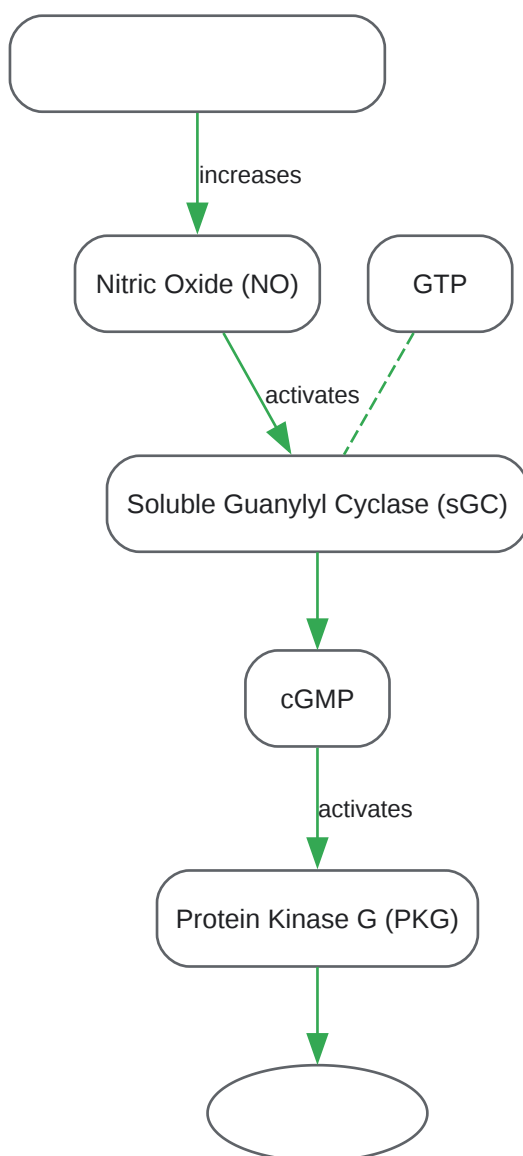 increases
Nitric Oxide (NO)
GTP
activates
Soluble Guanylyl Cyclase (sGC)
cGMP
activates
Protein Kinase G (PKG)